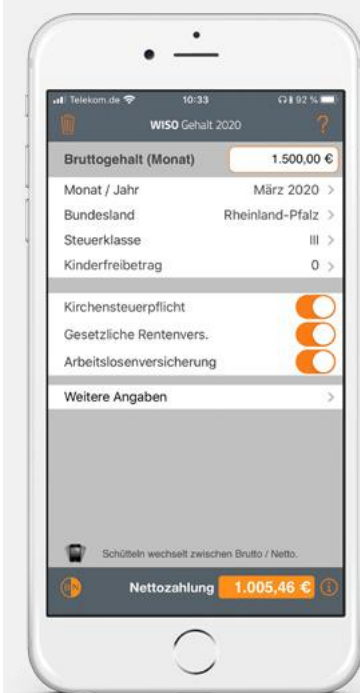 Telekom.de 10:33 92 %
WISO Gehalt 2020 ?
Bruttogehalt (Monat) 1.500,00 €
Monat / Jahr März 2020 >
Bundesland Rheinland-Pfalz >
Steuerklasse III >
Kinderfreibetrag 0 >
Kirchensteuerpflicht
Gesetzliche Rentenvers.
Arbeitslosenversicherung
Weitere Angaben >
Schütteln wechselt zwischen Brutto / Netto.
Nettozahlung 1.005,46 € i